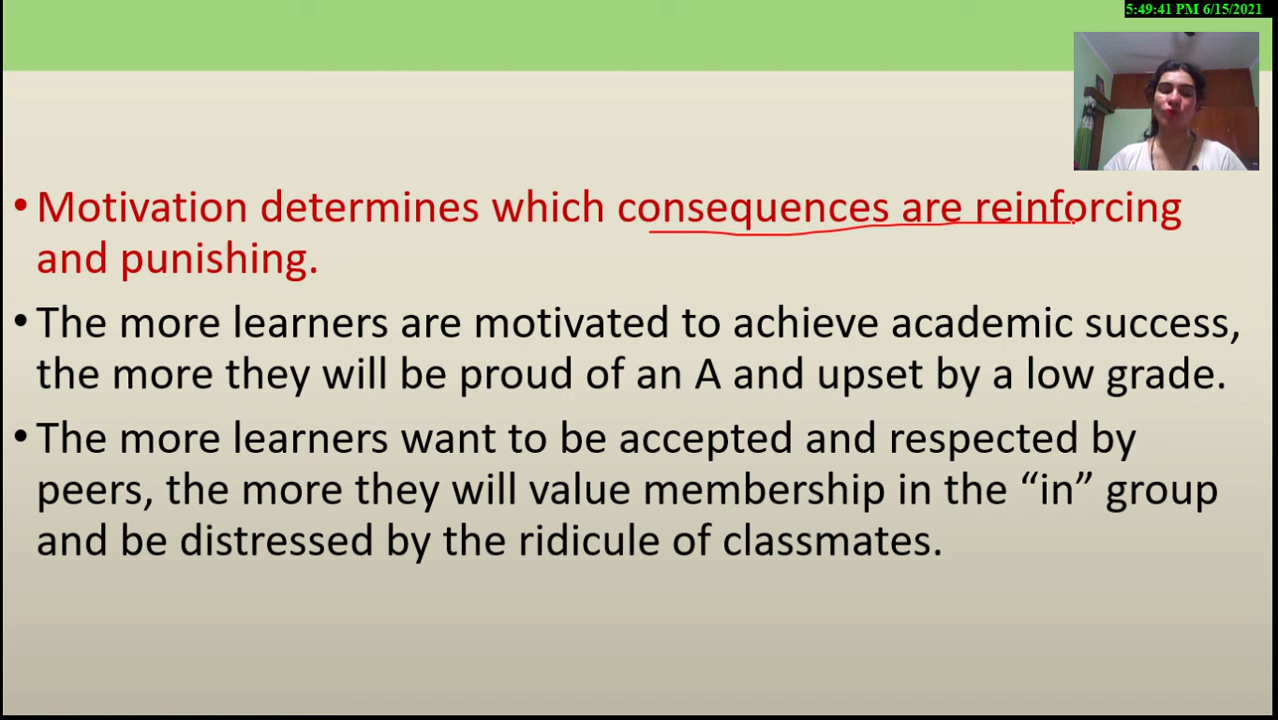 5:49:41 PM 6/15/2021
• Motivation determines which consequences are reinforcing
and punishing.
• The more learners are motivated to achieve academic success,
the more they will be proud of an A and upset by a low grade.
• The more learners want to be accepted and respected by
peers, the more they will value membership in the “in” group
and be distressed by the ridicule of classmates.